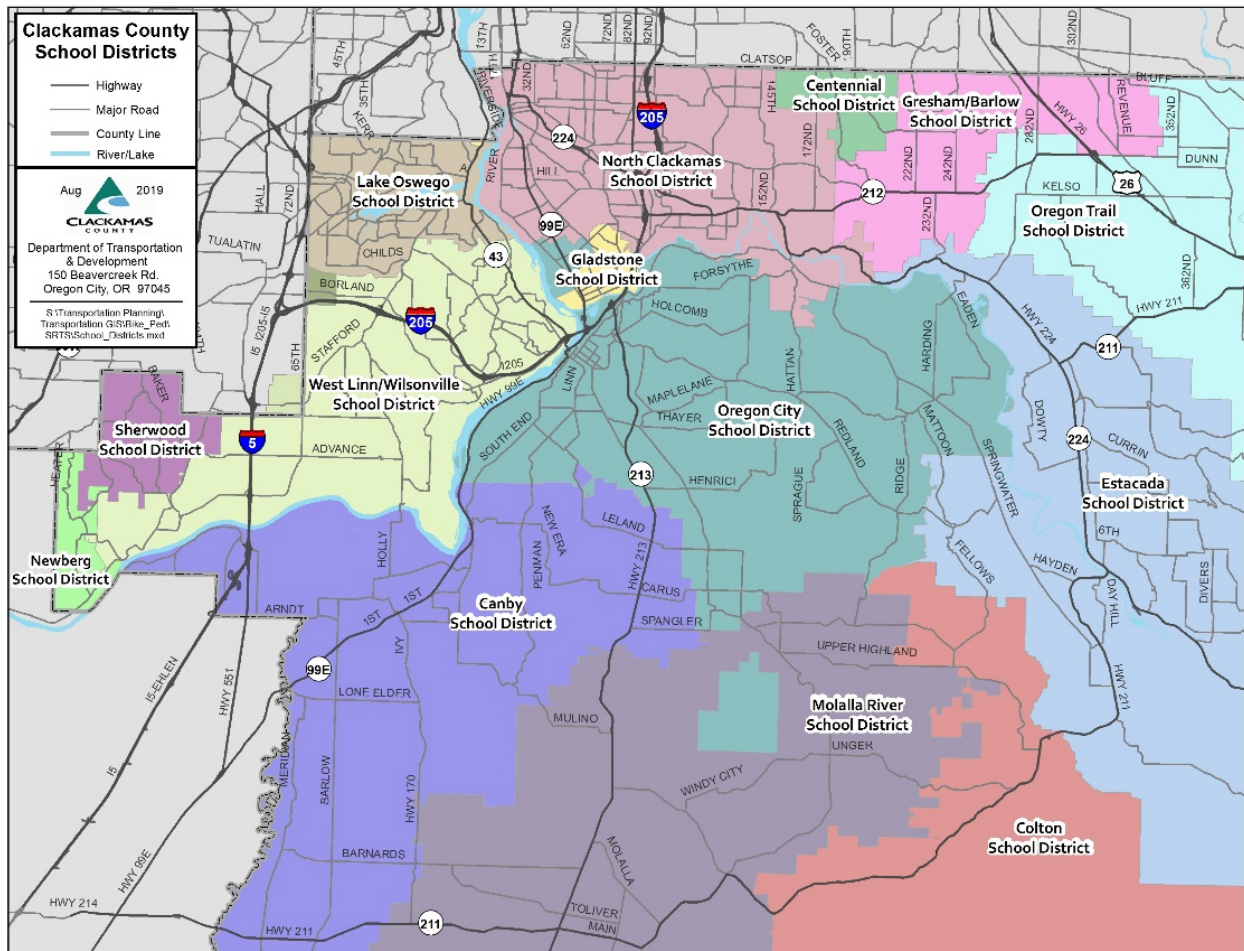 Clackamas County
School Districts
Highway
Major Road
County Line
River/Lake
Aug
2019
CLACKAMAS
COUNTY
Department of Transportation
& Development
150 Beavercreek Rd.
Oregon City, OR 97045
S:\Transportation Planning\
Transportation GIS\Bike_Ped\
SRTS\School_Districts.mxd
45TH
35TH
KERR
HALL
72ND
TUALATIN
RIVERSIDE
13TH
32ND
52ND
72ND
82ND
92ND
FOSTER
CLATSOP
302ND
BLUFF
145TH
Centennial
School District
Gresham/Barlow
School District
HWY 26
REVENUE
282ND
352ND
DUNN
205
224
HILL
RIVER
North Clackamas
School District
172ND
152ND
222ND
242ND
212
232ND
KELSO
26
Oregon Trail
School District
362ND
HWY 211
Lake Oswego
School District
99E
CHILDS
43
Gladstone
School District
FORSYTHE
HOLCOMB
EADEN
HWY 224
211
BORLAND
STAFFORD
205
I205
I5
I205-I5
65TH
West Linn/Wilsonville
School District
HWY 99E
LINN
MAPLELANE
THAYER
HATTAN
HARDING
Oregon City
School District
REDLAND
MATTOON
DOWTY
224
CURRIN
BAKER
Sherwood
School District
5
ADVANCE
SOUTH END
213
HENRICI
SPRAGUE
RIDGE
SPRINGWATER
Estacada
School District
6TH
NEATER
Newberg
School District
HOLLY
NEW ERA
PENMAN
LELAND
HWY 213
FELLOWS
HAYDEN
DAY HILL
DIVERS
ARNDT
1ST
1ST
Canby
School District
CARUS
SPANGLER
UPPER HIGHLAND
HWY 211
I5-EHLEN
HWY 551
99E
IVY
LONE ELDER
MULINO
Molalla River
School District
UNGER
WINDY CITY
MERIDIAN
BARLOW
HWY 170
I5
HWY 99E
BARNARDS
MOLALLA
Colton
School District
HWY 214
HWY 211
211
TOLIVER
MAIN